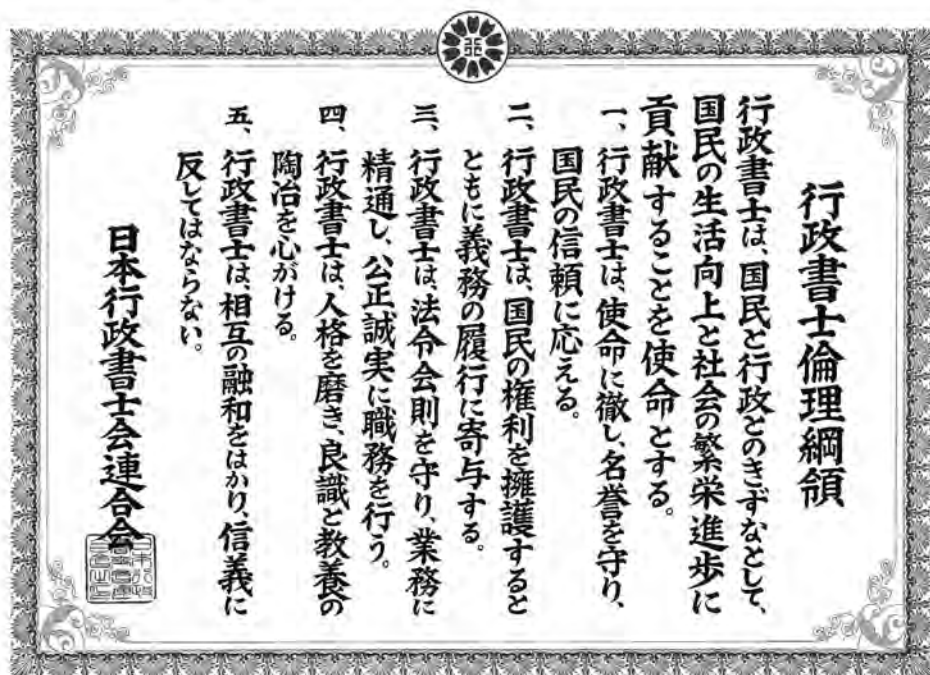 行政書士倫理綱領
行政書士は、国民と行政とのきずなとして、
国民の生活向上と社会の繁栄進歩に
貢献することを使命とする。
一、行政書士は、使命に徹し、名誉を守り、
国民の信頼に応える。
二、行政書士は、国民の権利を擁護すると
ともに義務の履行に寄与する。
三、行政書士は、法令会則を守り、業務に
精通し、公正誠実に職務を行う。
四、行政書士は、人格を磨き、良識と教養の
陶冶を心がける。
五、行政書士は、相互の融和をはかり、信義に
反してはならない。
日本行政書士会連合会